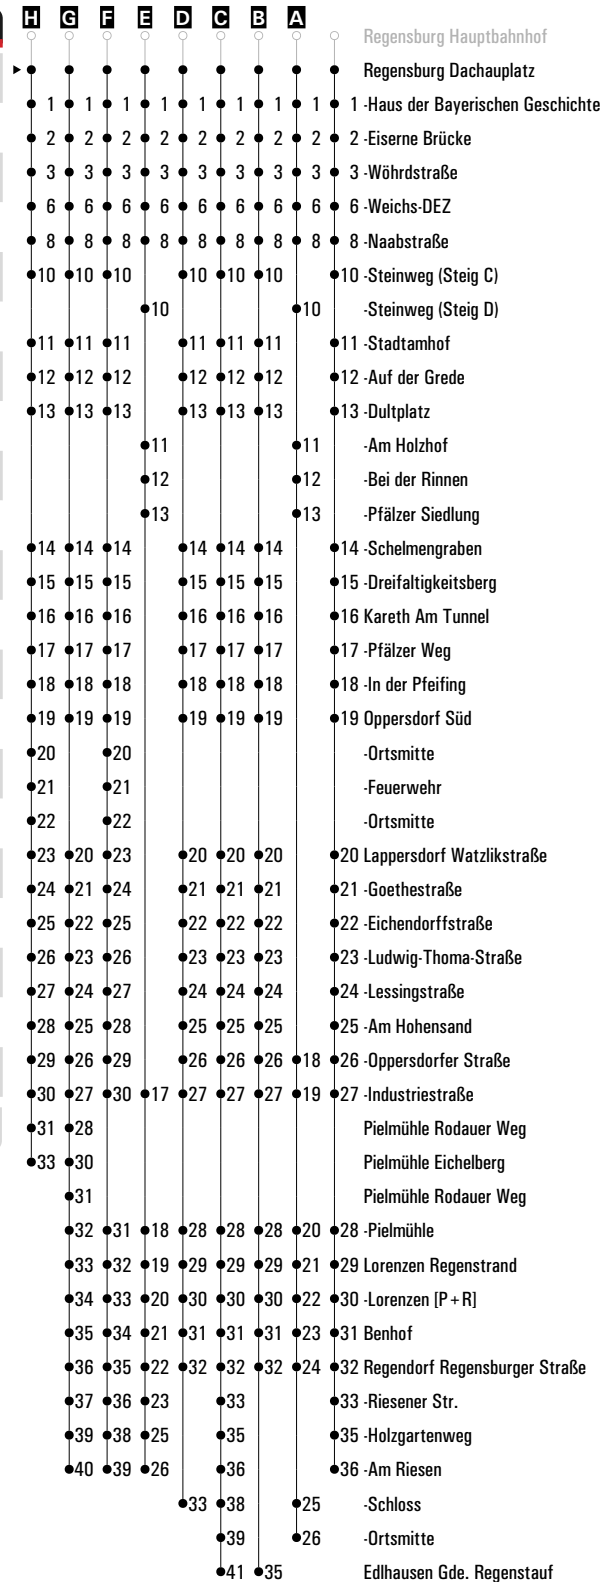 H G F E D C B A
Regensburg Hauptbahnhof
Regensburg Dachauplatz
1 1 1 1 1 1 1 1 1 -Haus der Bayerischen Geschichte
2 2 2 2 2 2 2 2 2 -Eiserne Brücke
3 3 3 3 3 3 3 3 3 -Wöhrdstraße
6 6 6 6 6 6 6 6 6 -Weichs-DEZ
8 8 8 8 8 8 8 8 8 -Naabstraße
10 10 10 10 10 10 10 -Steinweg (Steig C)
10 10 -Steinweg (Steig D)
11 11 11 11 11 11 11 -Stadtamhof
12 12 12 12 12 12 12 -Auf der Grede
13 13 13 13 13 13 13 -Dultplatz
11 11 -Am Holzhof
12 12 -Bei der Rinnen
13 13 -Pfälzer Siedlung
14 14 14 14 14 14 14 -Schelmengraben
15 15 15 15 15 15 15 -Dreifaltigkeitsberg
16 16 16 16 16 16 16 Kareth Am Tunnel
17 17 17 17 17 17 17 -Pfälzer Weg
18 18 18 18 18 18 18 -In der Pfeifing
19 19 19 19 19 19 19 Oppersdorf Süd
20 20 -Ortsmitte
21 21 -Feuerwehr
22 22 -Ortsmitte
23 20 23 20 20 20 20 Lappersdorf Watzlikstraße
24 21 24 21 21 21 21 -Goethestraße
25 22 25 22 22 22 22 -Eichendorffstraße
26 23 26 23 23 23 23 -Ludwig-Thoma-Straße
27 24 27 24 24 24 24 -Lessingstraße
28 25 28 25 25 25 25 -Am Hohensand
29 26 29 26 26 26 18 26 -Oppersdorfer Straße
30 27 30 17 27 27 27 19 27 -Industriestraße
31 28 Pielmühle Rodauer Weg
33 30 Pielmühle Eichelberg
31 Pielmühle Rodauer Weg
32 31 18 28 28 28 20 28 -Pielmühle
33 32 19 29 29 29 21 29 Lorenzen Regenstrand
34 33 20 30 30 30 22 30 -Lorenzen [P+R]
35 34 21 31 31 31 23 31 Benhof
36 35 22 32 32 32 24 32 Regendorf Regensburger Straße
37 36 23 33 33 -Riesener Str.
39 38 25 35 35 -Holzgartenweg
40 39 26 36 36 -Am Riesen
33 38 25 -Schloss
39 26 -Ortsmitte
41 35 Edlhausen Gde. Regenstauf